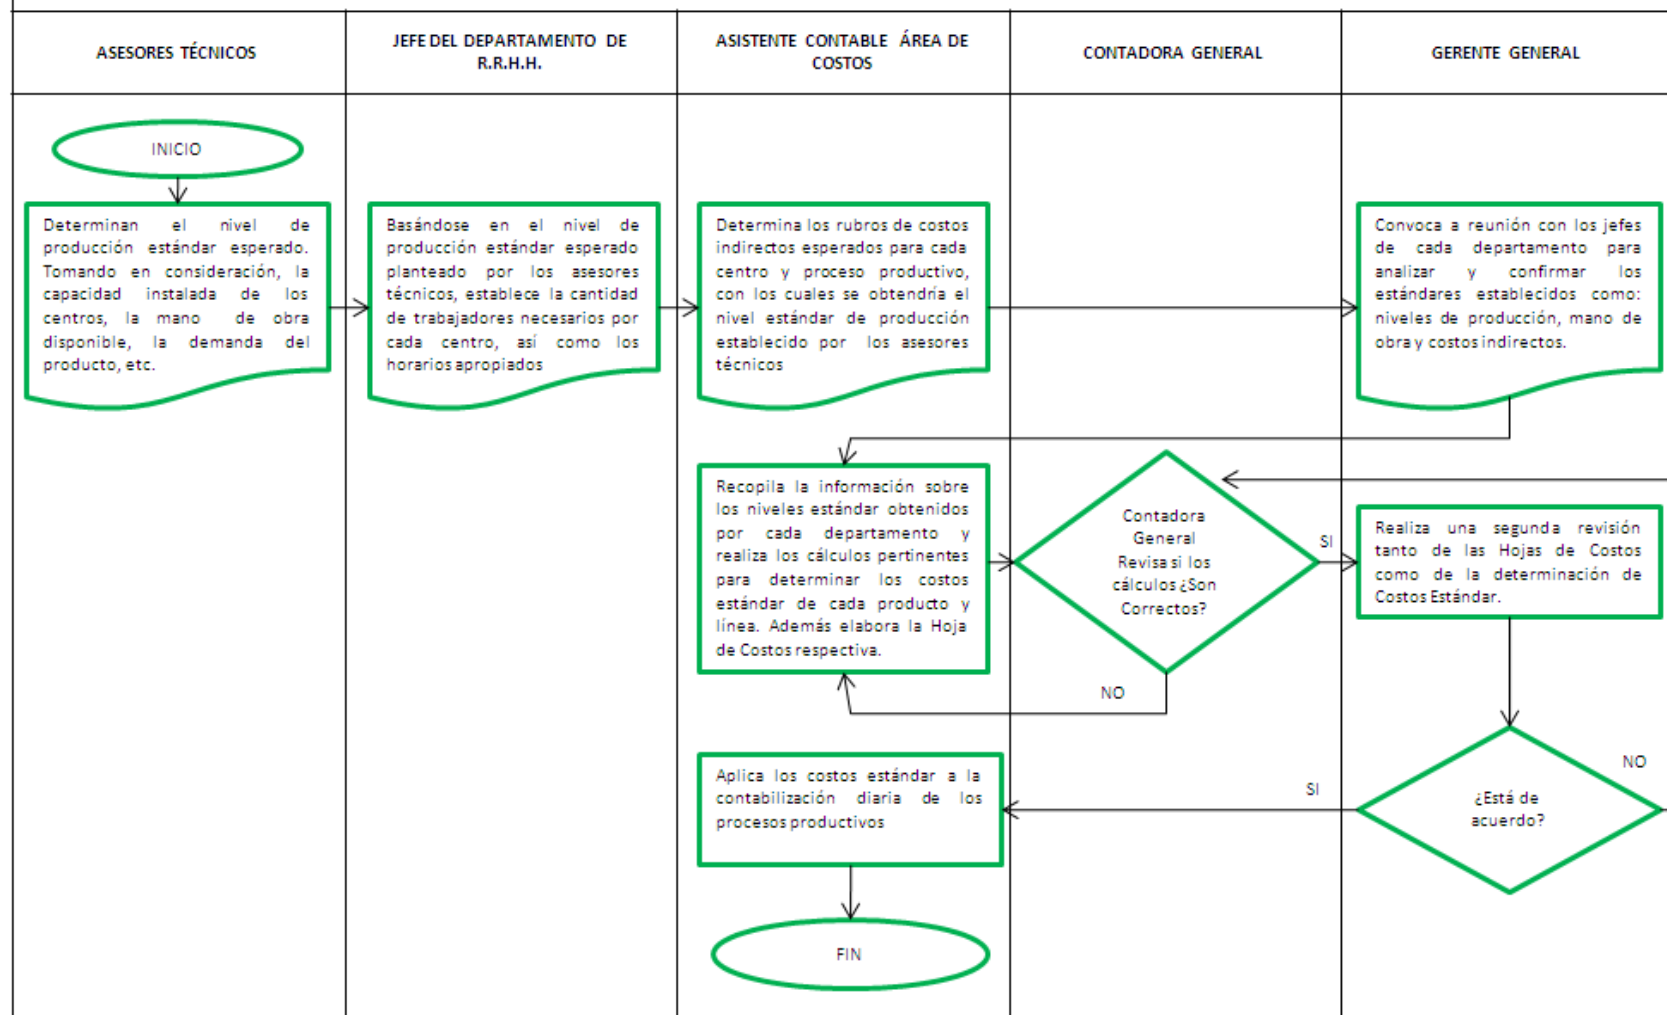 ASESORES TÉCNICOS
JEFE DEL DEPARTAMENTO DE
R.R.H.H.
ASISTENTE CONTABLE ÁREA DE
COSTOS
CONTADORA GENERAL
GERENTE GENERAL
INICIO
Determinan el nivel de
producción estándar esperado.
Tomando en consideración, la
capacidad instalada de los
centros, la mano de obra
disponible, la demanda del
producto, etc.
Basándose en el nivel de
producción estándar esperado
planteado por los asesores
técnicos, establece la cantidad
de trabajadores necesarios por
cada centro, así como los
horarios apropiados
Determina los rubros de costos
indirectos esperados para cada
centro y proceso productivo,
con los cuales se obtendría el
nivel estándar de producción
establecido por los asesores
técnicos
Convoca a reunión con los jefes
de cada departamento para
analizar y confirmar los
estándares establecidos como:
niveles de producción, mano de
obra y costos indirectos.
Recopila la información sobre
los niveles estándar obtenidos
por cada departamento y
realiza los cálculos pertinentes
para determinar los costos
estándar de cada producto y
línea. Además elabora la Hoja
de Costos respectiva.
Contadora
General
Revisa si los
cálculos ¿Son
Correctos?
SI
NO
Realiza una segunda revisión
tanto de las Hojas de Costos
como de la determinación de
Costos Estándar.
¿Está de
acuerdo?
NO
SI
Aplica los costos estándar a la
contabilización diaria de los
procesos productivos
FIN